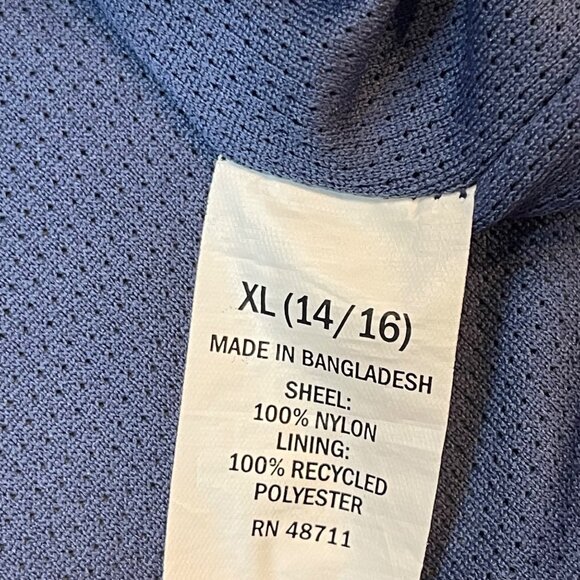 XL (14/16)
MADE IN BANGLADESH
SHEEL:
100% NYLON
LINING:
100% RECYCLED
POLYESTER
RN 48711